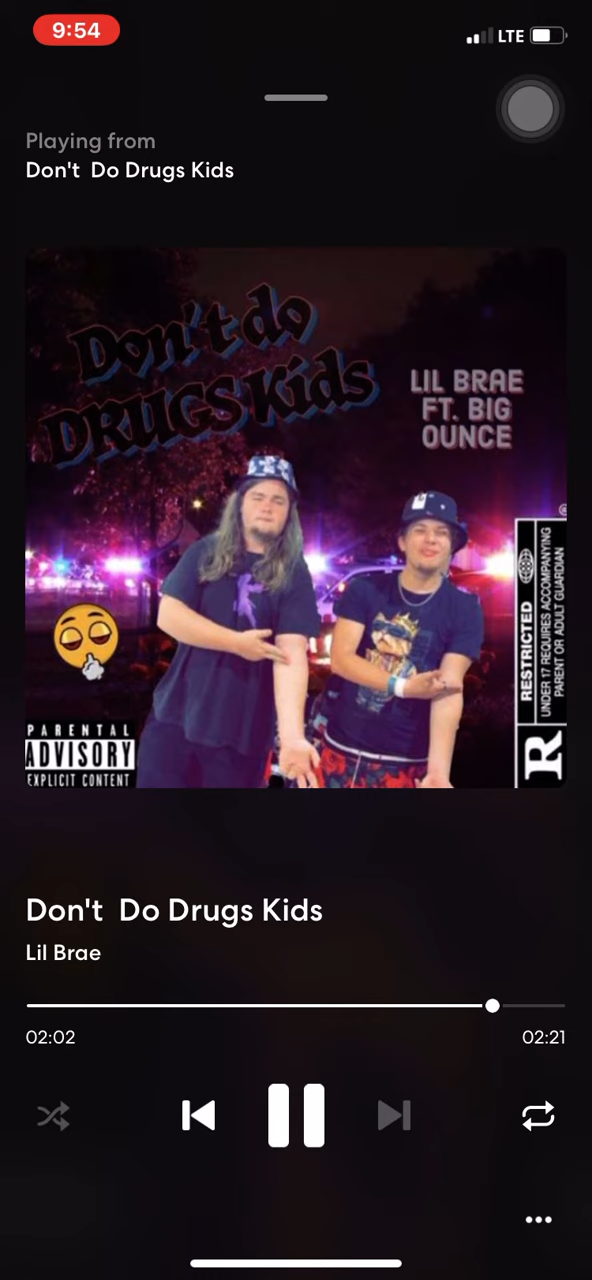 9:54
LTE
Playing from
Don't  Do Drugs Kids
Don't do
DRUGS Kids
LIL BRAE
FT. BIG
OUNCE
RESTRICTED
UNDER 17 REQUIRES ACCOMPANYING
PARENT OR ADULT GUARDIAN
R
PARENTAL
ADVISORY
EXPLICIT CONTENT
Don't  Do Drugs Kids
Lil Brae
02:02
02:21